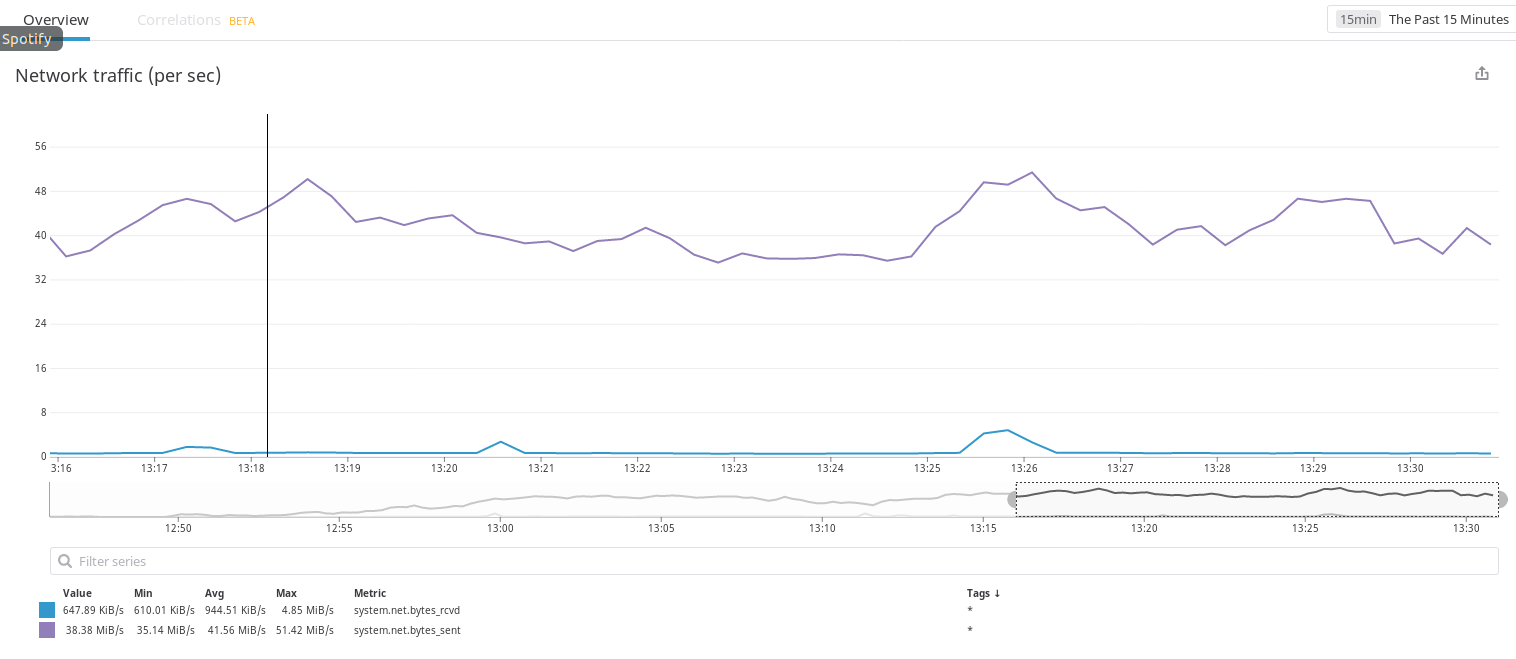 Overview Correlations BETA 15min The Past 15 Minutes
Spotify
Network traffic (per sec)
56
48
40
32
24
16
8
0
3:16 13:17 13:18 13:19 13:20 13:21 13:22 13:23 13:24 13:25 13:26 13:27 13:28 13:29 13:30
12:50 12:55 13:00 13:05 13:10 13:15 13:20 13:25 13:30
Filter series
Value Min Avg Max Metric Tags ↓
647.89 KiB/s 610.01 KiB/s 944.51 KiB/s 4.85 MiB/s system.net.bytes_rcvd *
38.38 MiB/s 35.14 MiB/s 41.56 MiB/s 51.42 MiB/s system.net.bytes_sent *